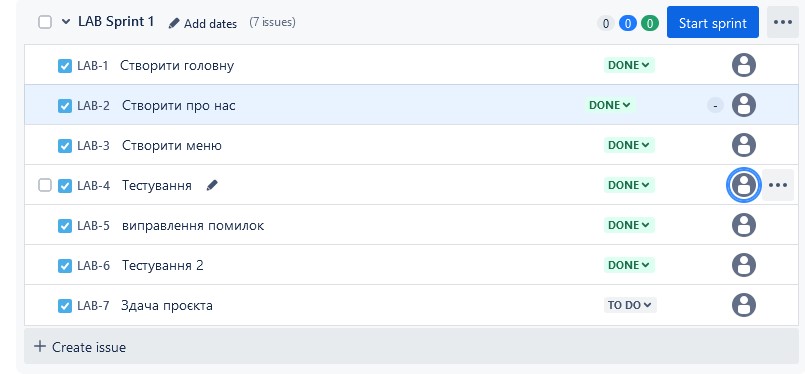 LAB Sprint 1 Add dates (7 issues) 0 0 0 Start sprint
LAB-1 Створити головну DONE
LAB-2 Створити про нас DONE -
LAB-3 Створити меню DONE
LAB-4 Тестування DONE
LAB-5 виправлення помилок DONE
LAB-6 Тестування 2 DONE
LAB-7 Здача проєкта TO DO
+ Create issue